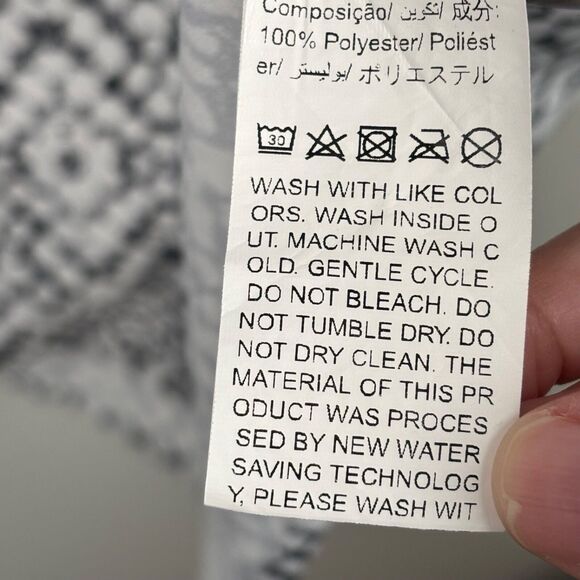 Composição/ تكوين/ 成分:
100% Polyester/ Poliést
er/ بوليستر/ ポリエステル
30
WASH WITH LIKE COL
ORS. WASH INSIDE O
UT. MACHINE WASH C
OLD. GENTLE CYCLE.
DO NOT BLEACH. DO
NOT TUMBLE DRY. DO
NOT DRY CLEAN. THE
MATERIAL OF THIS PR
ODUCT WAS PROCES
SED BY NEW WATER
SAVING TECHNOLOG
Y, PLEASE WASH WIT